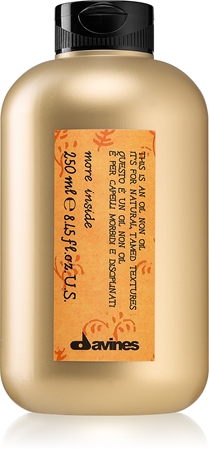 THIS IS AN OIL NON OIL
IT'S FOR NATURAL, TAMED TEXTURES
QUESTO È UN OIL NON OIL
È PER CAPELLI MORBIDI E DISCIPLINATI
more inside
250 ml e 8.45 fl.oz.U.S.
davines